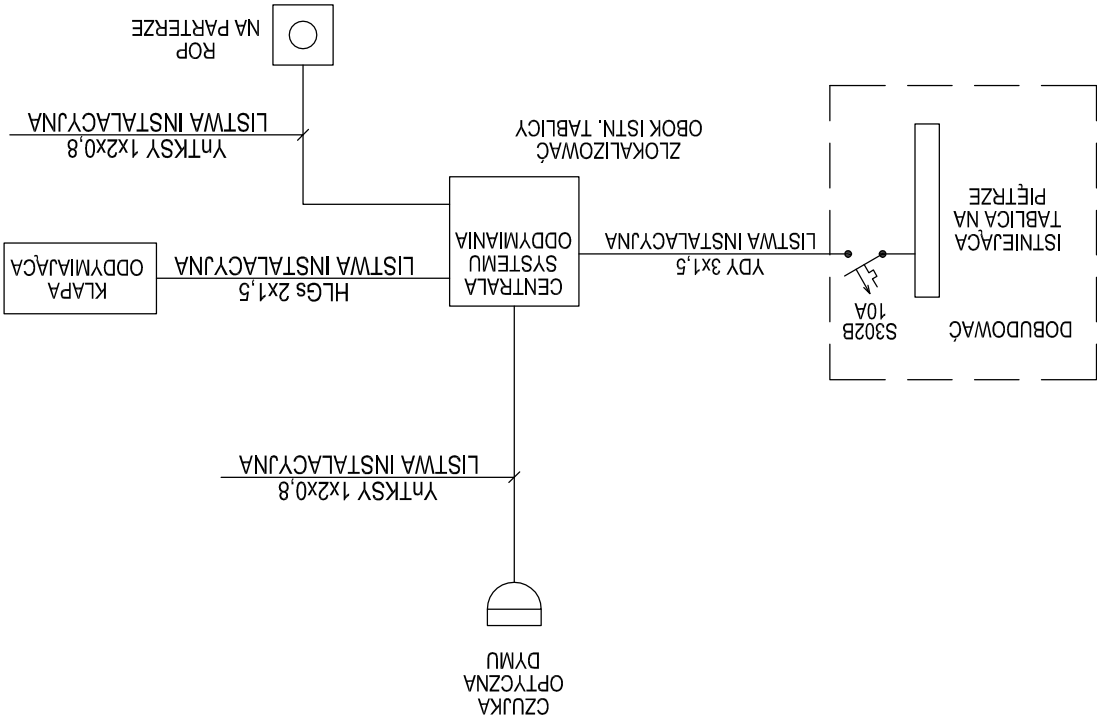 CZUJKA
OPTYCZNA
DYMU
YnTKSY 1x2x0,8
LISTWA INSTALACYJNA
DOBUDOWAĆ
S302B
10A
ISTNIEJĄCA
TABLICA NA
PIĘTRZE
YDY 3x1,5
LISTWA INSTALACYJNA
CENTRALA
SYSTEMU
ODDYMIANIA
HLGs 2x1,5
LISTWA INSTALACYJNA
KLAPA
ODDYMIAJĄCA
ZLOKALIZOWAĆ
OBOK ISTN. TABLICY
YnTKSY 1x2x0,8
LISTWA INSTALACYJNA
ROP
NA PARTERZE